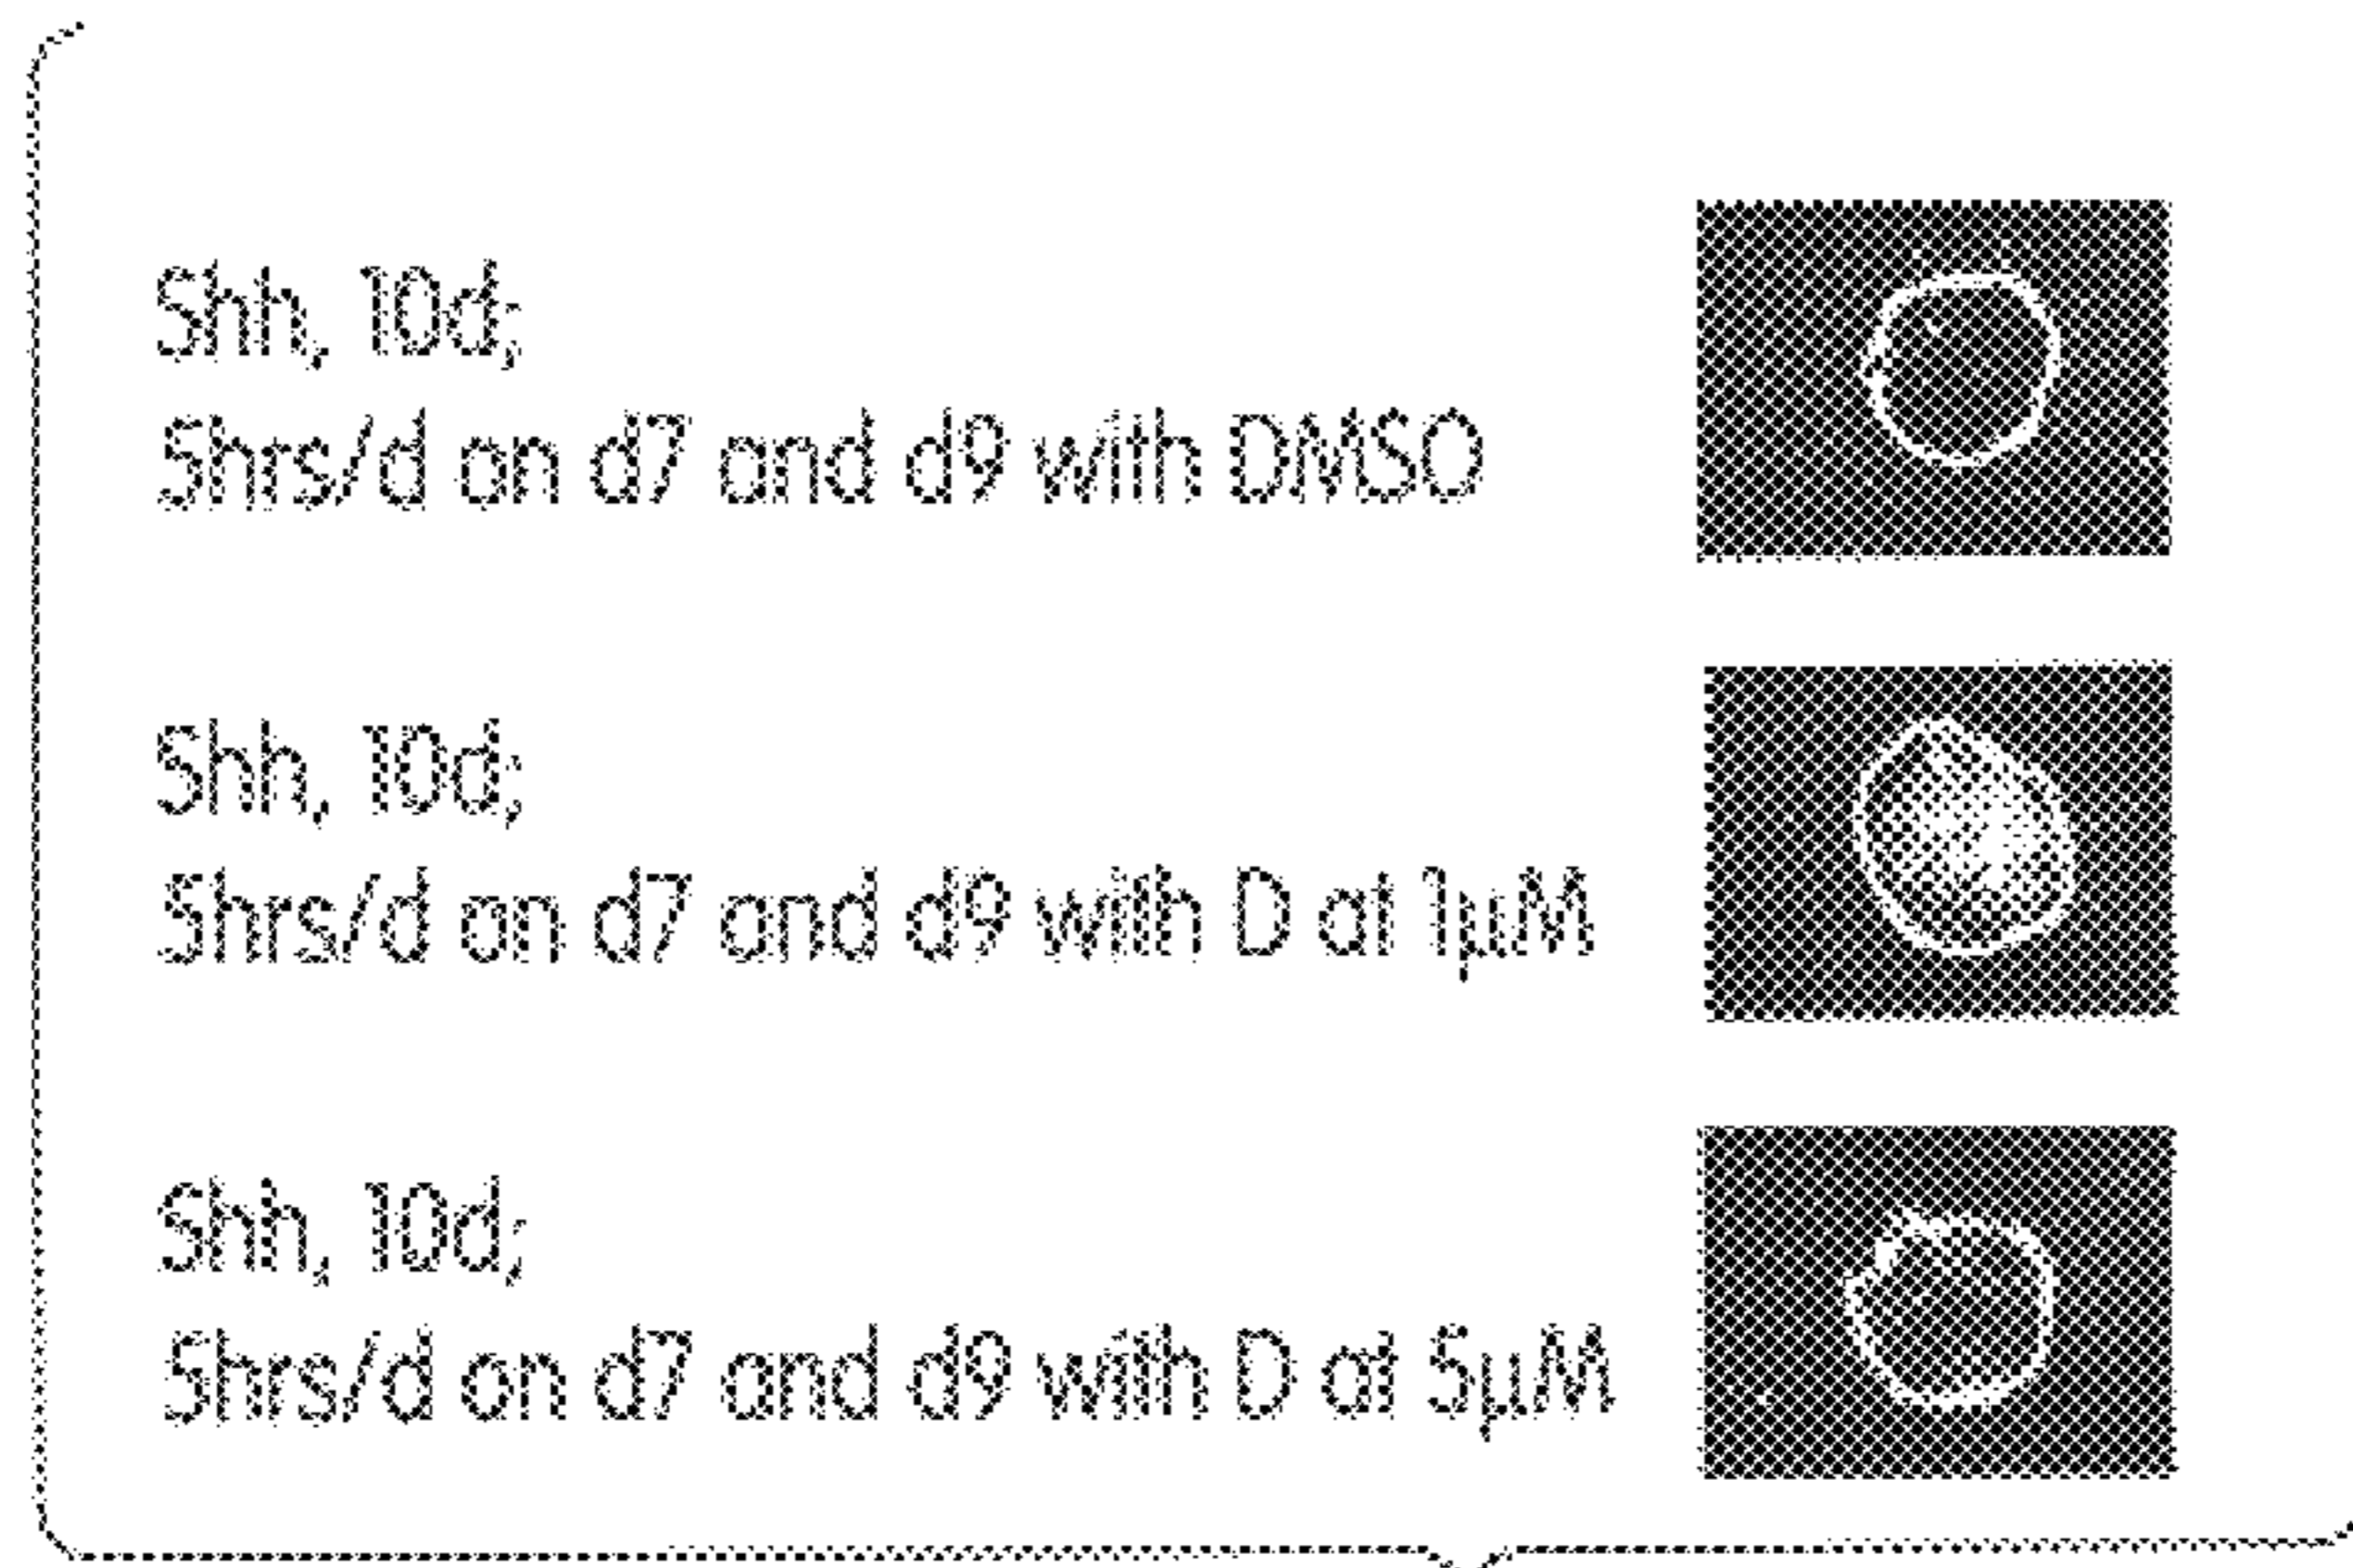 Shh, 10d;
5hrs/d on d7 and d9 with DMSO
Shh, 10d;
5hrs/d on d7 and d9 with D at 1µM
Shh, 10d;
5hrs/d on d7 and d9 with D at 5µM